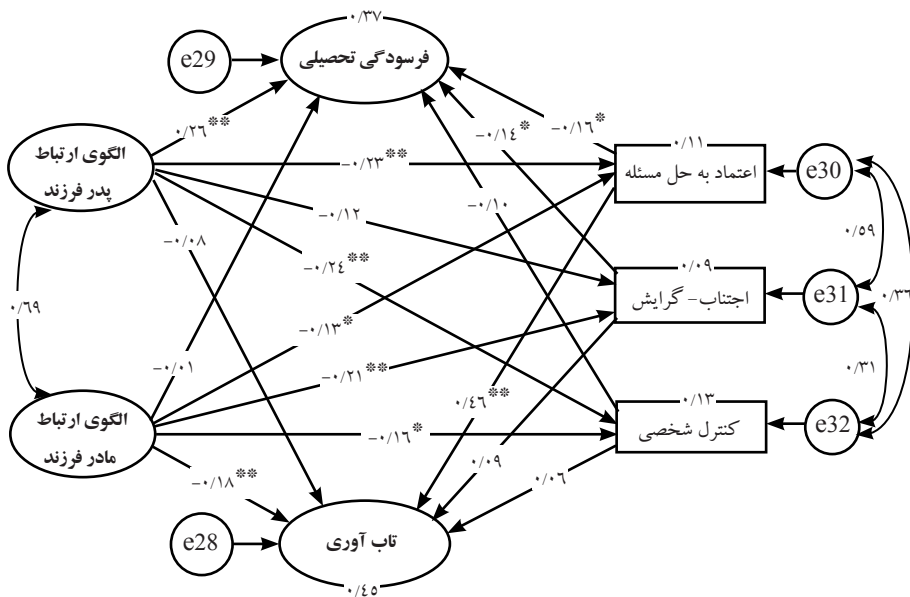 ۰/۳۷
فرسودگی تحصیلی
e29
۰/۲۶**
-۰/۱۴*
-۰/۱۶*
الگوی ارتباط
پدر فرزند
-۰/۲۳**
۰/۱۱
اعتماد به حل مسئله
e30
-۰/۱۰
-۰/۱۲
-۰/۰۸
-۰/۲۴**
۰/۵۹
۰/۰۹
اجتناب- گرایش
e31
۰/۳۶
۰/۶۹
-۰/۱۳*
-۰/۰۱
-۰/۲۱**
۰/۳۱
۰/۴۶**
۰/۱۳
کنترل شخصی
e32
الگوی ارتباط
مادر فرزند
-۰/۱۶*
۰/۰۹
۰/۰۶
-۰/۱۸**
e28
تاب آوری
۰/۴۵